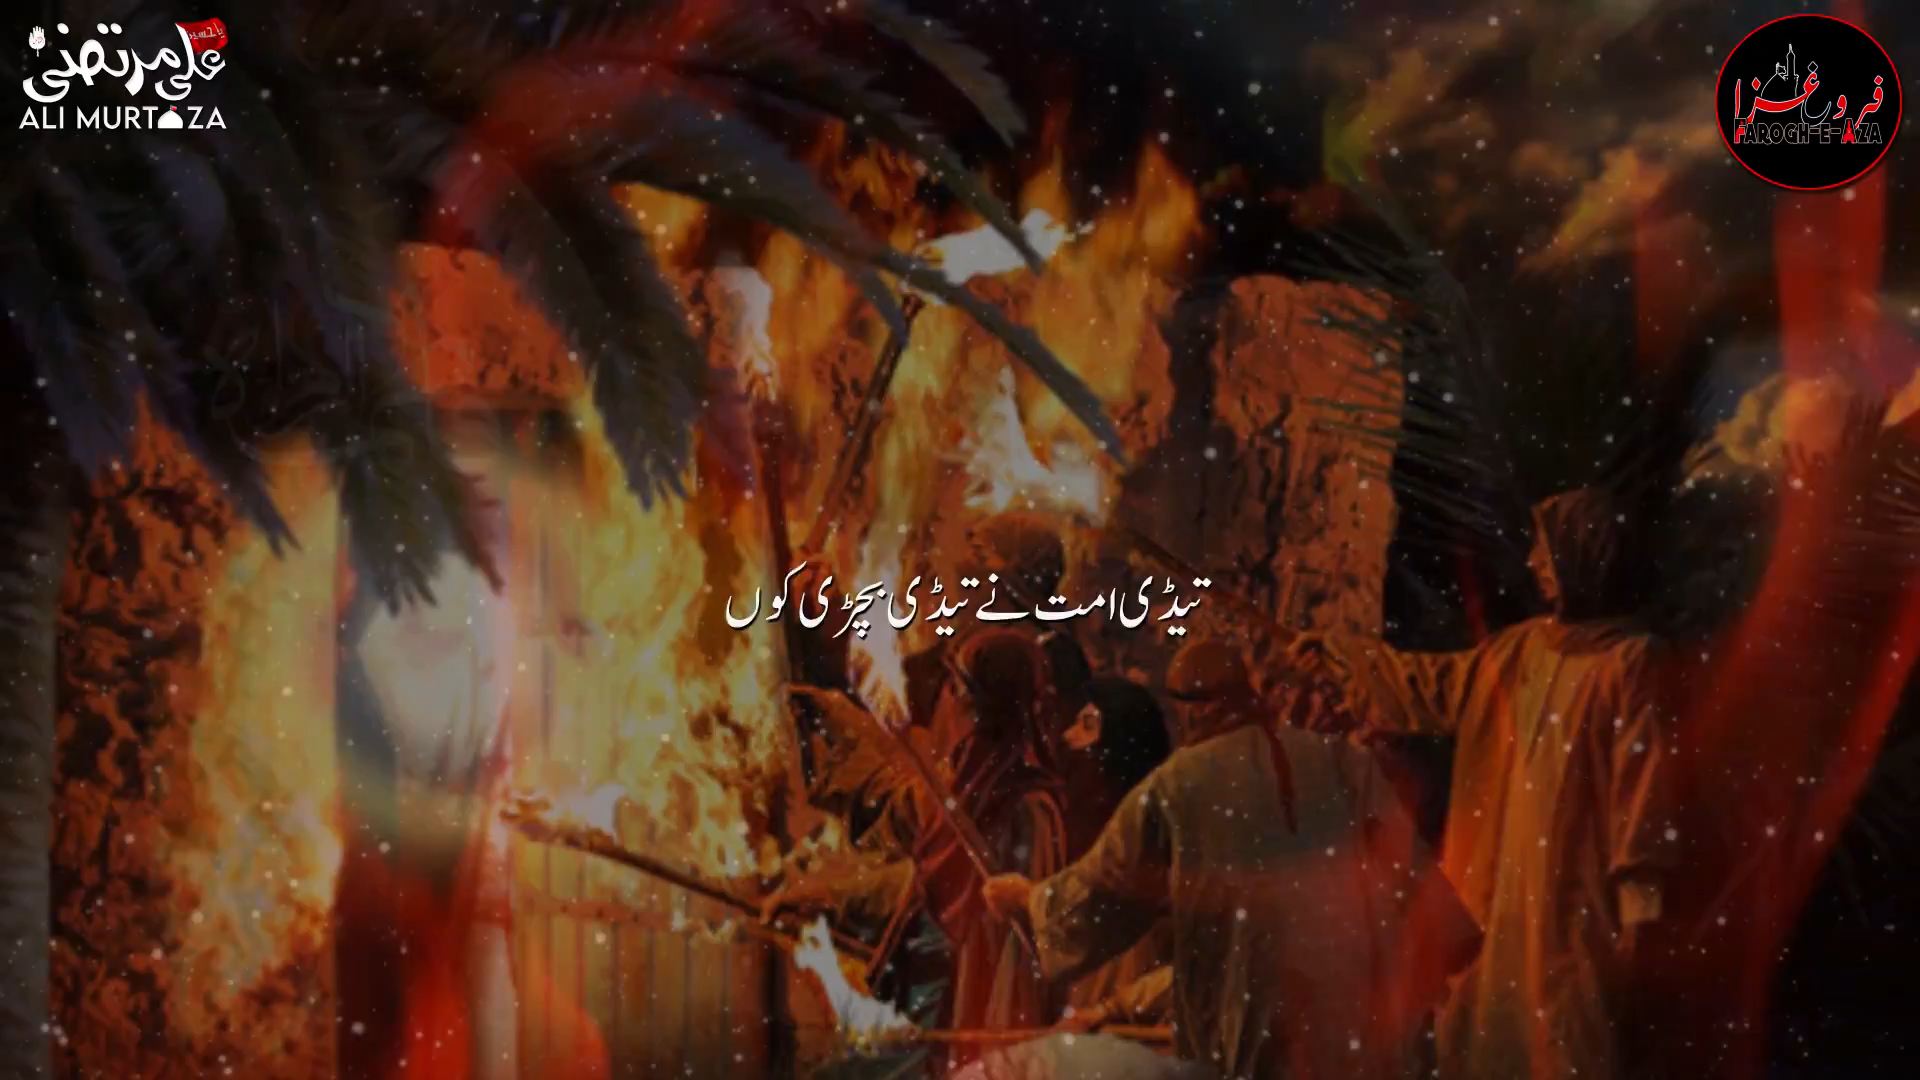 علی مرتضیٰ
ALI MURTAZA
فروغ عزا
FAROGH-E-AZA
تیڈی امت نے تیڈی بچڑی کوں